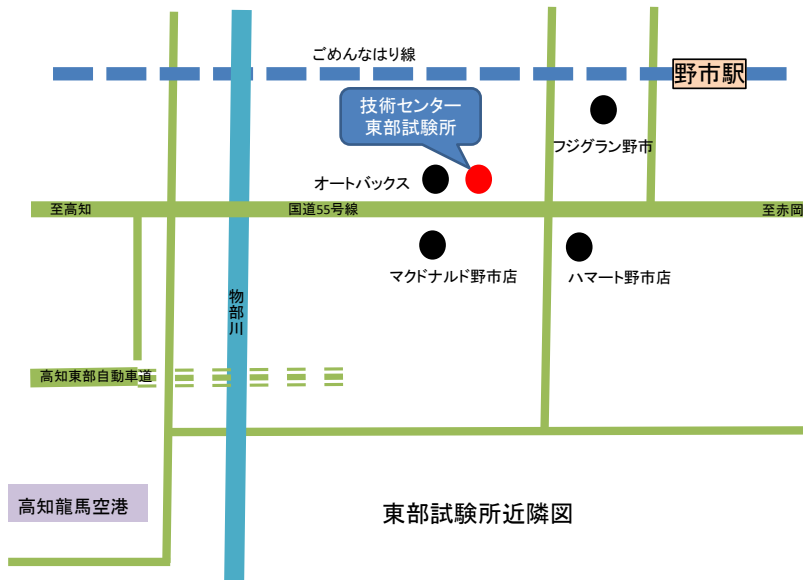 ごめんなはり線
野市駅
技術センター
東部試験所
フジグラン野市
オートバックス
至高知
国道55号線
至赤岡
マクドナルド野市店
ハマート野市店
物部川
高知東部自動車道
高知龍馬空港
東部試験所近隣図